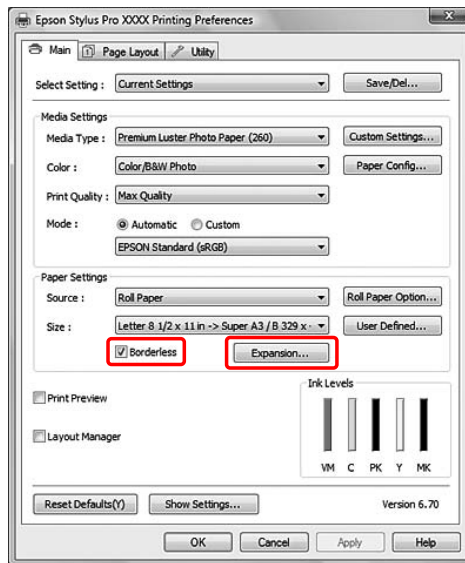 Epson Stylus Pro XXXX Printing Preferences
Main Page Layout Utility
Select Setting : Current Settings Save/Del...
Media Settings
Media Type : Premium Luster Photo Paper (260) Custom Settings...
Color : Color/B&W Photo Paper Config...
Print Quality : Max Quality
Mode : Automatic Custom
EPSON Standard (sRGB)
Paper Settings
Source : Roll Paper Roll Paper Option...
Size : Letter 8 1/2 x 11 in -> Super A3 / B 329 x User Defined...
Borderless Expansion...
Print Preview
Ink Levels
Layout Manager
VM C PK Y MK
Reset Defaults(Y) Show Settings... Version 6.70
OK Cancel Apply Help